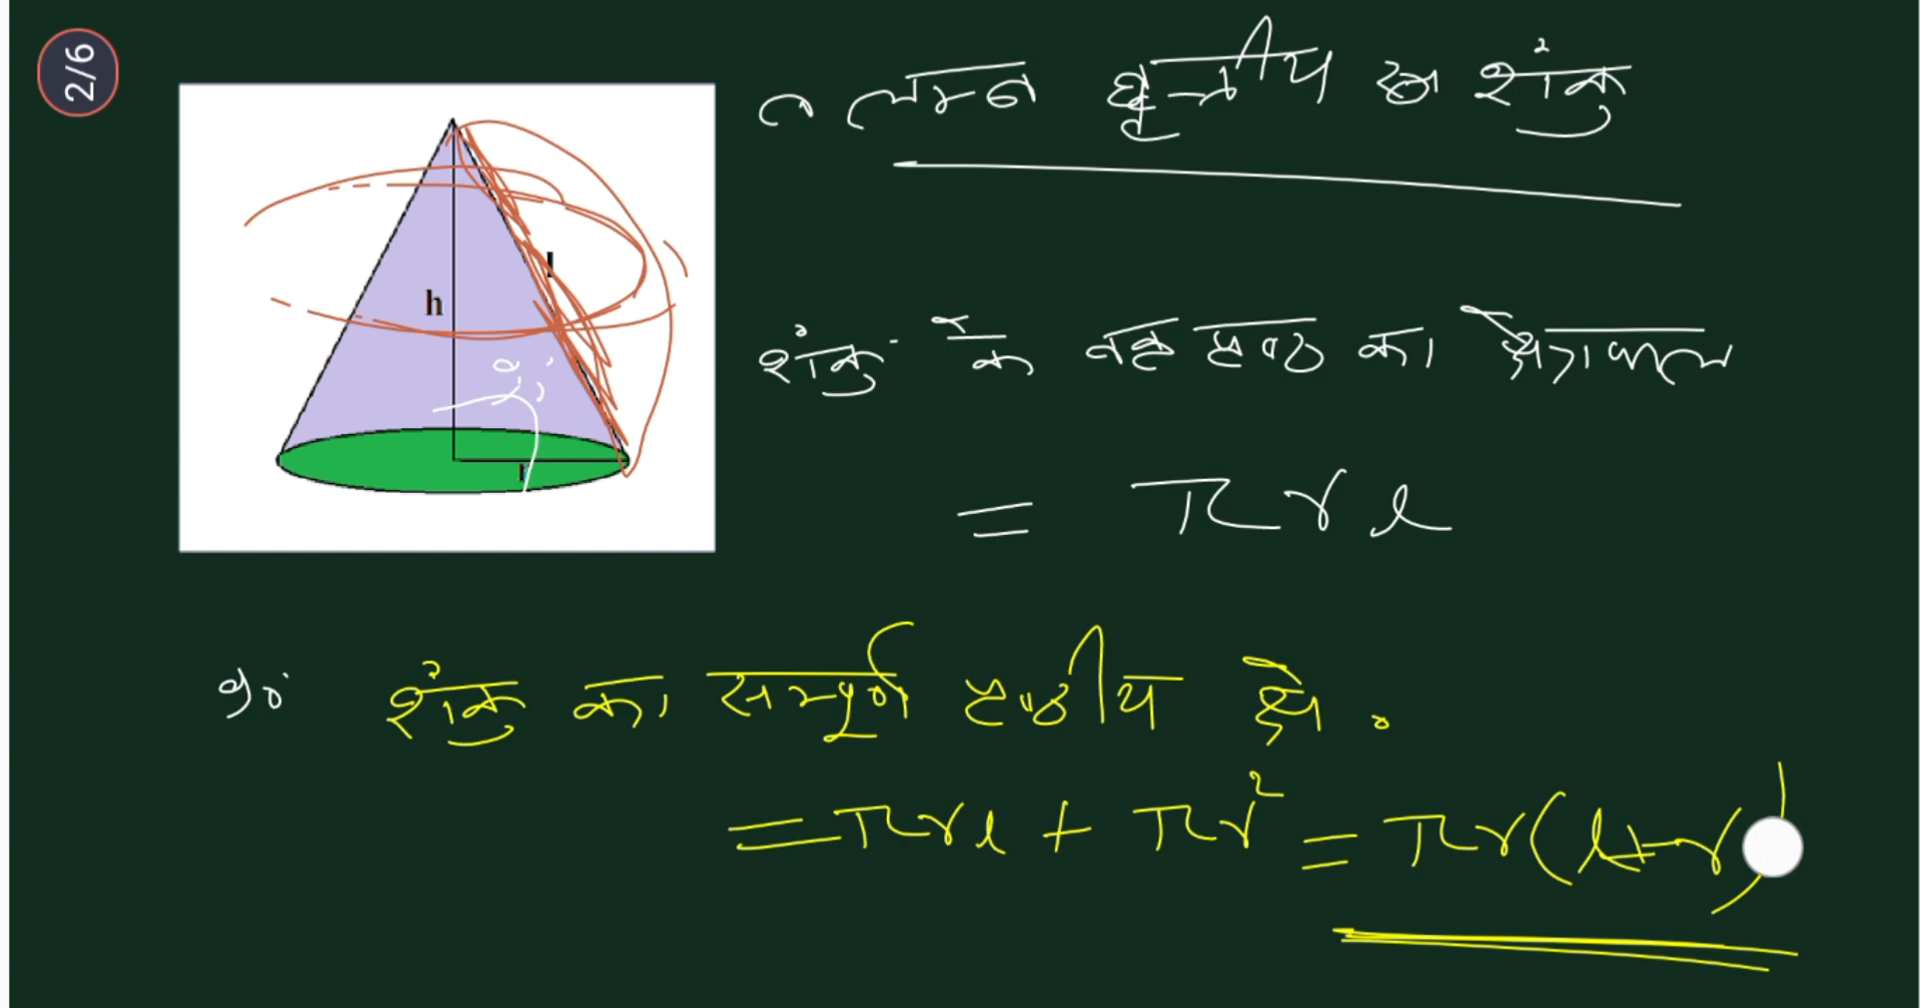 2/6
लम्ब वृत्तीय शंकु
h
l
r
शंकु के वक्र पृष्ठ का क्षेत्रफल
= πrl
शंकु का सम्पूर्ण पृष्ठीय क्षे.
= πrl + πr² = πr(l+r)